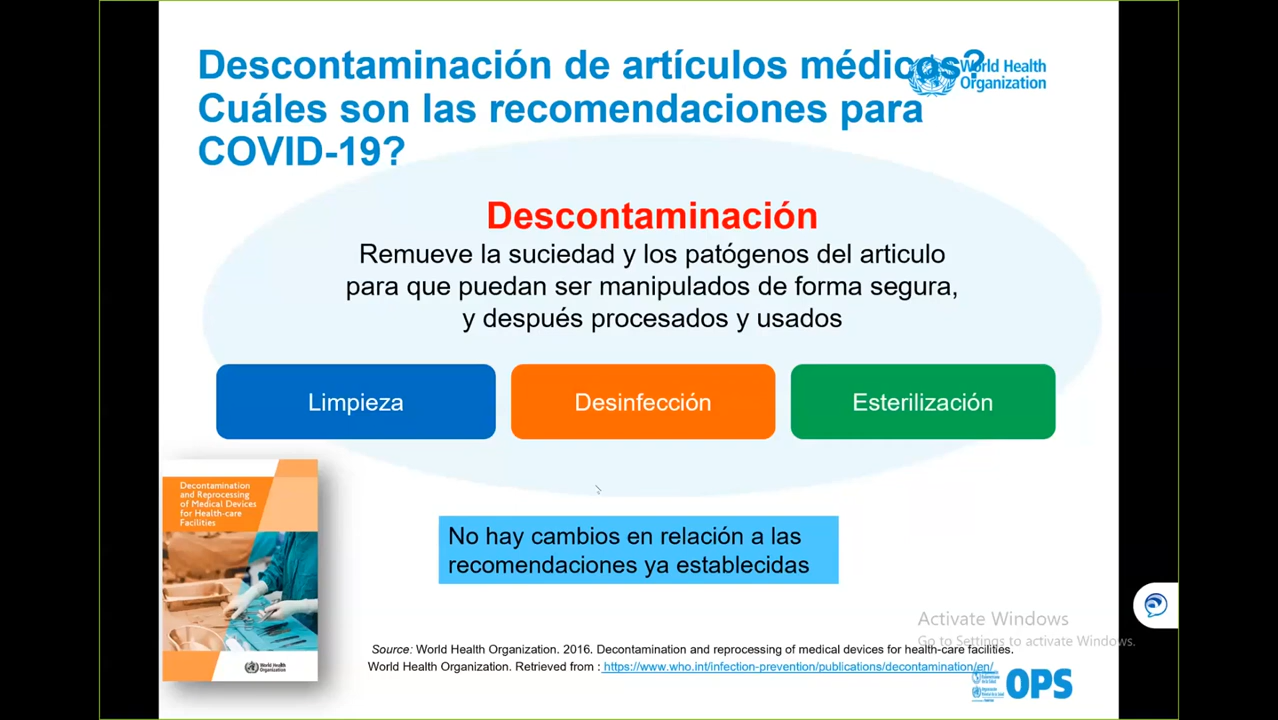 Descontaminación de artículos médicos?
Cuáles son las recomendaciones para
COVID-19?
World Health
Organization
Descontaminación
Remueve la suciedad y los patógenos del articulo
para que puedan ser manipulados de forma segura,
y después procesados y usados
Limpieza
Desinfección
Esterilización
Decontamination
and Reprocessing
of Medical Devices
for Health-care
Facilities
World Health
Organization
No hay cambios en relación a las
recomendaciones ya establecidas
Activate Windows
Go to Settings to activate Windows.
Source: World Health Organization. 2016. Decontamination and reprocessing of medical devices for health-care facilities.
World Health Organization. Retrieved from : https://www.who.int/infection-prevention/publications/decontamination/en/
OPS